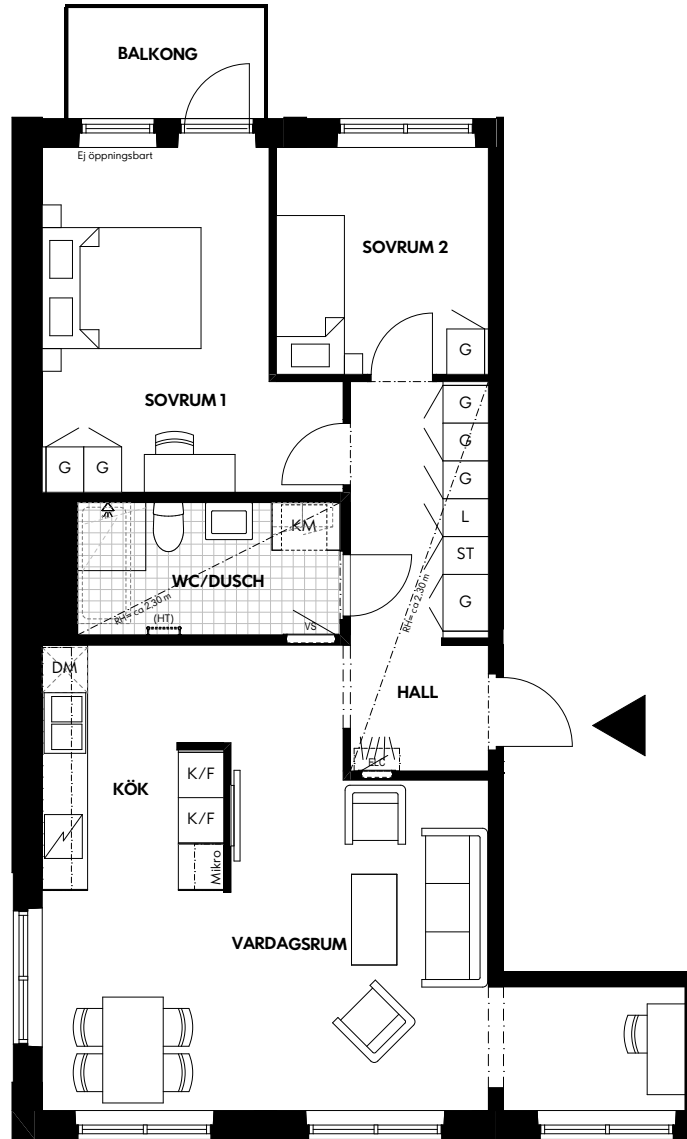 BALKONG
Ej öppningsbart
SOVRUM 2
G
SOVRUM 1
G
G
G
G
G
L
ST
G
KM
WC/DUSCH
RH= ca 2.30 m
(HT)
VS
RH= ca 2.30 m
DM
HALL
ELC
KÖK
K/F
K/F
Mikro
VARDAGSRUM